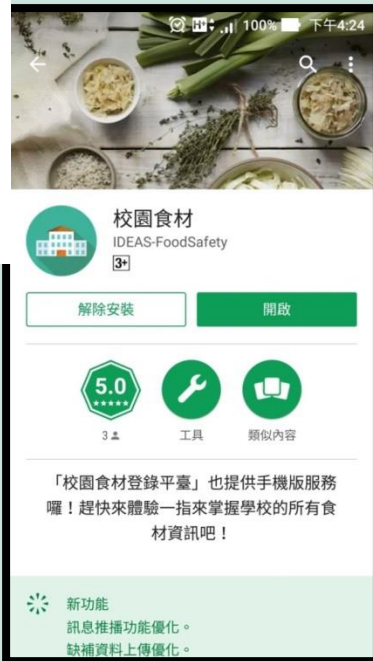 H+ 100% 下午4:24
校園食材
IDEAS-FoodSafety
3+
解除安裝 開啟
5.0
3 工具 類似內容
「校園食材登錄平臺」也提供手機版服務
囉！趕快來體驗一指來掌握學校的所有食
材資訊吧！
新功能
訊息推播功能優化。
缺補資料上傳優化。